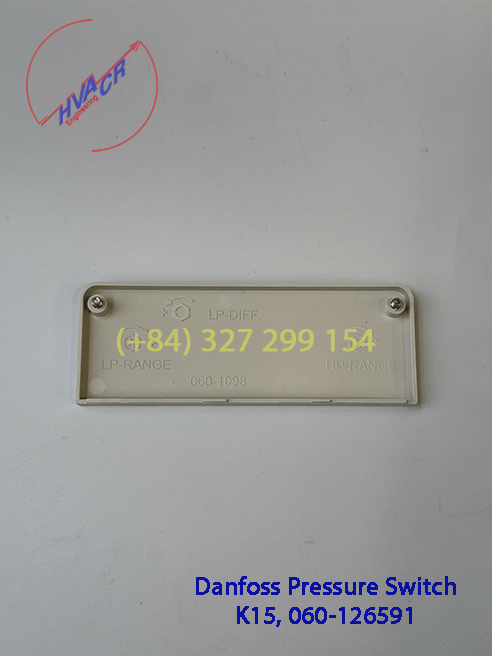 HVACR
Engineering
LP-DIFF.
(+84) 327 299 154
LP-RANGE
HP-RANGE
060-1098
Danfoss Pressure Switch
K15, 060-126591